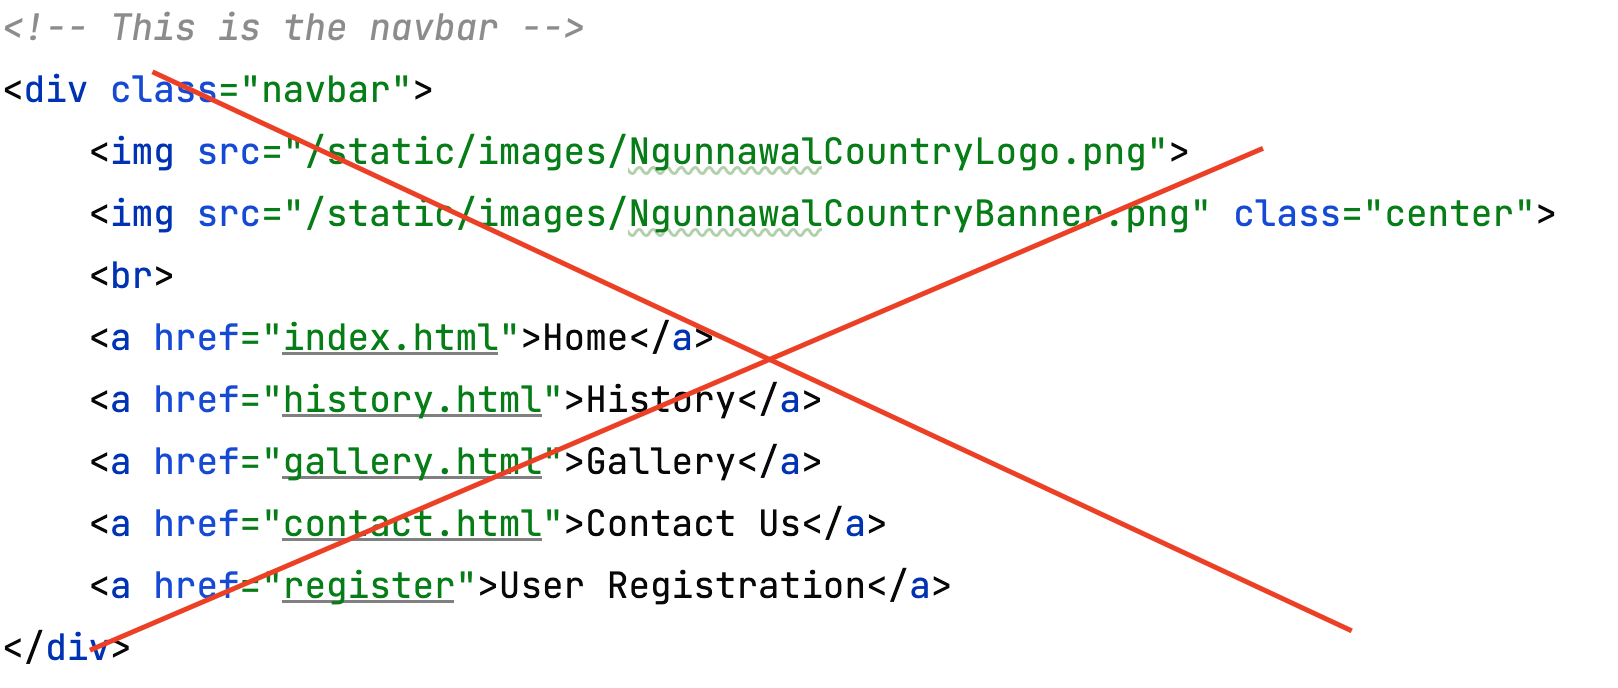 <!-- This is the navbar -->
<div class="navbar">
    <img src="/static/images/NgunnawalCountryLogo.png">
    <img src="/static/images/NgunnawalCountryBanner.png" class="center">
    <br>
    <a href="index.html">Home</a>
    <a href="history.html">History</a>
    <a href="gallery.html">Gallery</a>
    <a href="contact.html">Contact Us</a>
    <a href="register">User Registration</a>
</div>